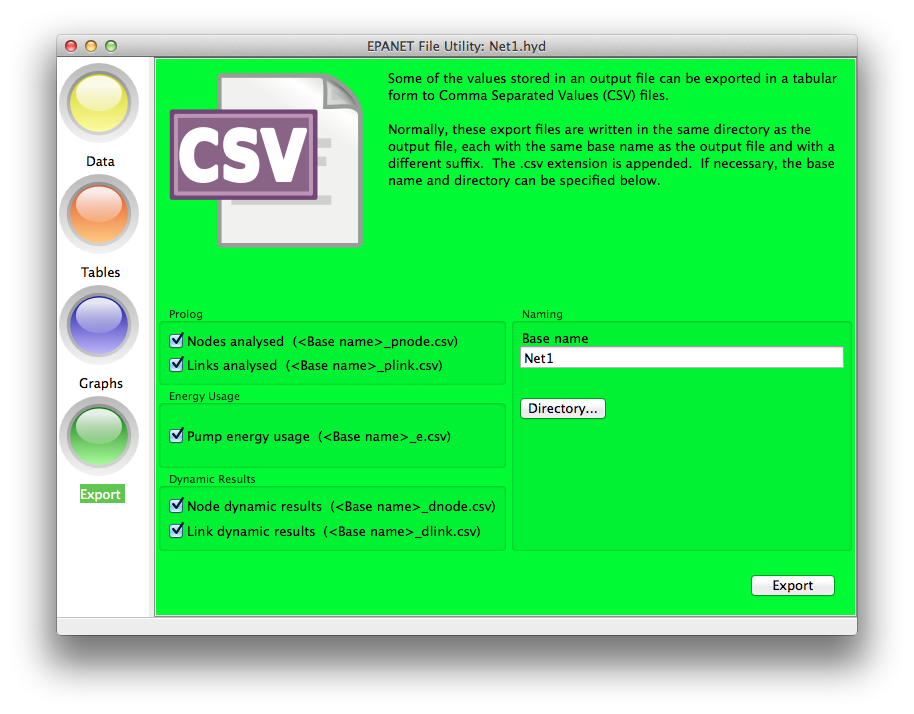 EPANET File Utility: Net1.hyd
Data
Tables
Graphs
Export
CSV
Some of the values stored in an output file can be exported in a tabular
form to Comma Separated Values (CSV) files.
Normally, these export files are written in the same directory as the
output file, each with the same base name as the output file and with a
different suffix.  The .csv extension is appended.  If necessary, the base
name and directory can be specified below.
Prolog
Nodes analysed  (<Base name>_pnode.csv)
Links analysed  (<Base name>_plink.csv)
Energy Usage
Pump energy usage  (<Base name>_e.csv)
Dynamic Results
Node dynamic results  (<Base name>_dnode.csv)
Link dynamic results  (<Base name>_dlink.csv)
Naming
Base name
Net1
Directory...
Export